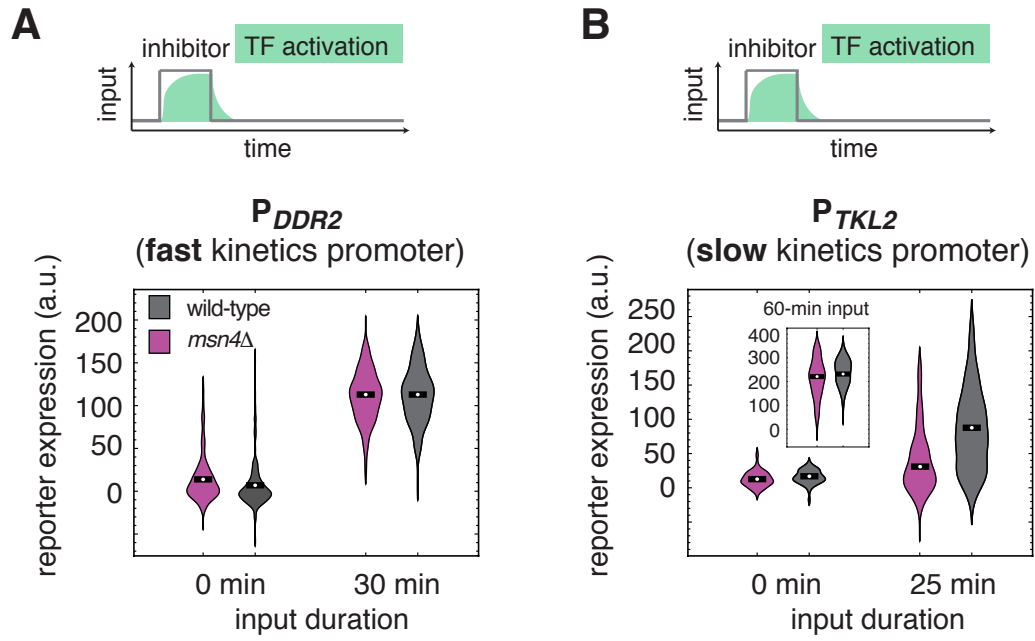 A
inhibitor TF activation
input
time
P DDR2
(fast kinetics promoter)
reporter expression (a.u.)
200
150
100
50
0
wild-type
msn4Δ
0 min
30 min
input duration
B
inhibitor TF activation
input
time
P TKL2
(slow kinetics promoter)
reporter expression (a.u.)
250
200
150
100
50
0
60-min input
400
300
200
100
0
0 min
25 min
input duration